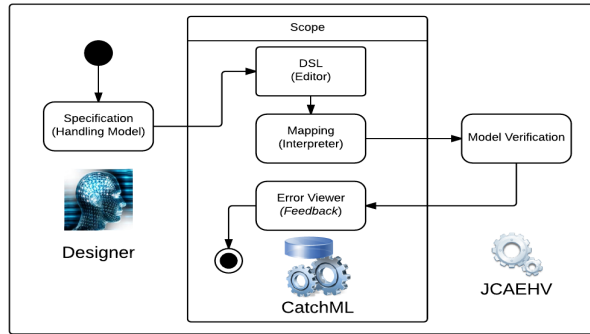 Scope
DSL
(Editor)
Specification
(Handling Model)
Mapping
(Interpreter)
Model Verification
Error Viewer
(Feedback)
Designer
CatchML
JCAEHV